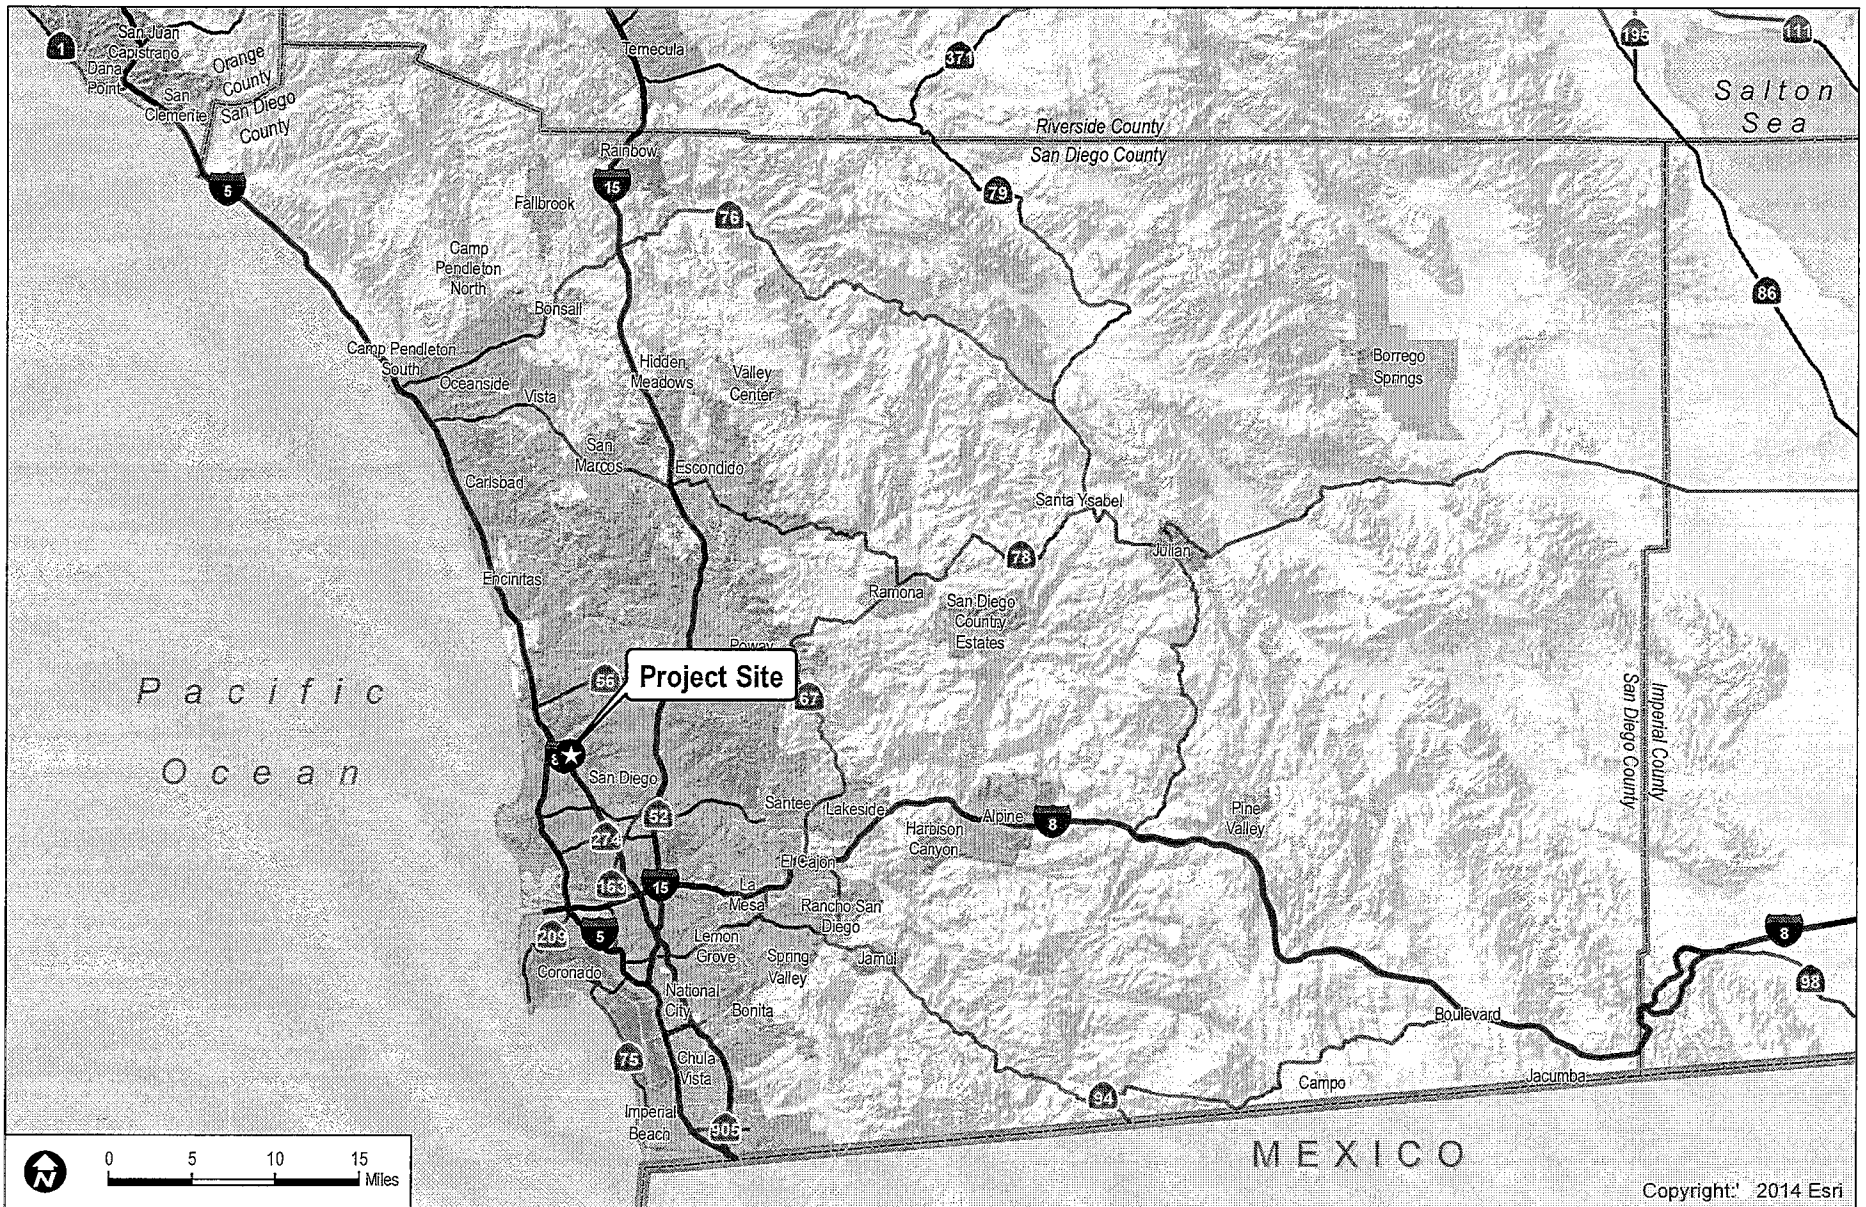 1
San Juan
Capistrano
Dana
Point
Orange
County
San Diego
County
San
Clemente
5
Temecula
371
195
111
Salton
Sea
Riverside County
San Diego County
Rainbow
15
79
Fallbrook
76
Camp
Pendleton
North
Bonsall
86
Camp Pendleton
South
Oceanside
Vista
Hidden
Meadows
Valley
Center
Borrego
Springs
San
Marcos
Escondido
Carlsbad
Santa Ysabel
78
Julian
Encinitas
Ramona
San Diego
Country
Estates
Poway
56
Project Site
67
Pacific
Ocean
San Diego County
Imperial County
San Diego
52
Santee
Lakeside
Alpine
8
Harbison
Canyon
Pine
Valley
274
El Cajon
163
15
La
Mesa
Rancho San
Diego
209
5
Lemon
Grove
Spring
Valley
Jamul
8
98
Coronado
National
City
Bonita
Boulevard
75
Chula
Vista
94
Campo
Jacumba
Imperial
Beach
905
MEXICO
N
0 5 10 15
Miles
Copyright:' 2014 Esri